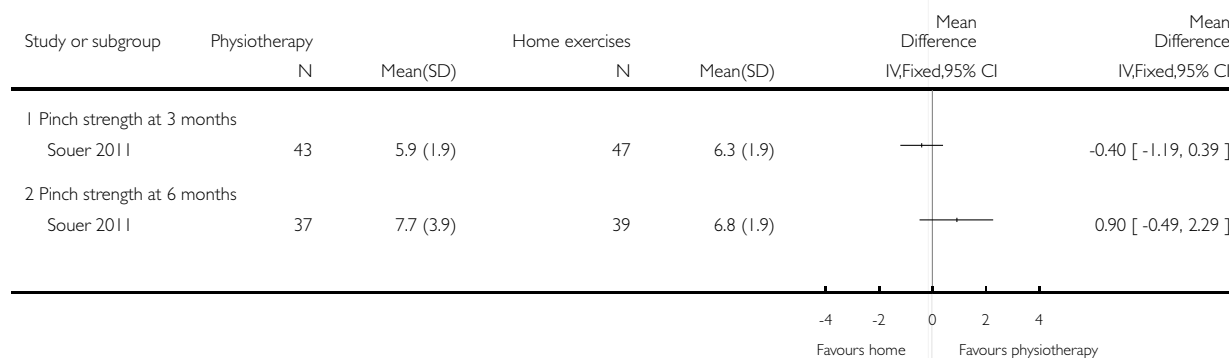 Study or subgroup Physiotherapy Home exercises Mean Difference Mean Difference
N Mean(SD) N Mean(SD) IV,Fixed,95% CI IV,Fixed,95% CI
1 Pinch strength at 3 months
Souer 2011 43 5.9 (1.9) 47 6.3 (1.9) -0.40 [ -1.19, 0.39 ]
2 Pinch strength at 6 months
Souer 2011 37 7.7 (3.9) 39 6.8 (1.9) 0.90 [ -0.49, 2.29 ]
-4 -2 0 2 4
Favours home Favours physiotherapy